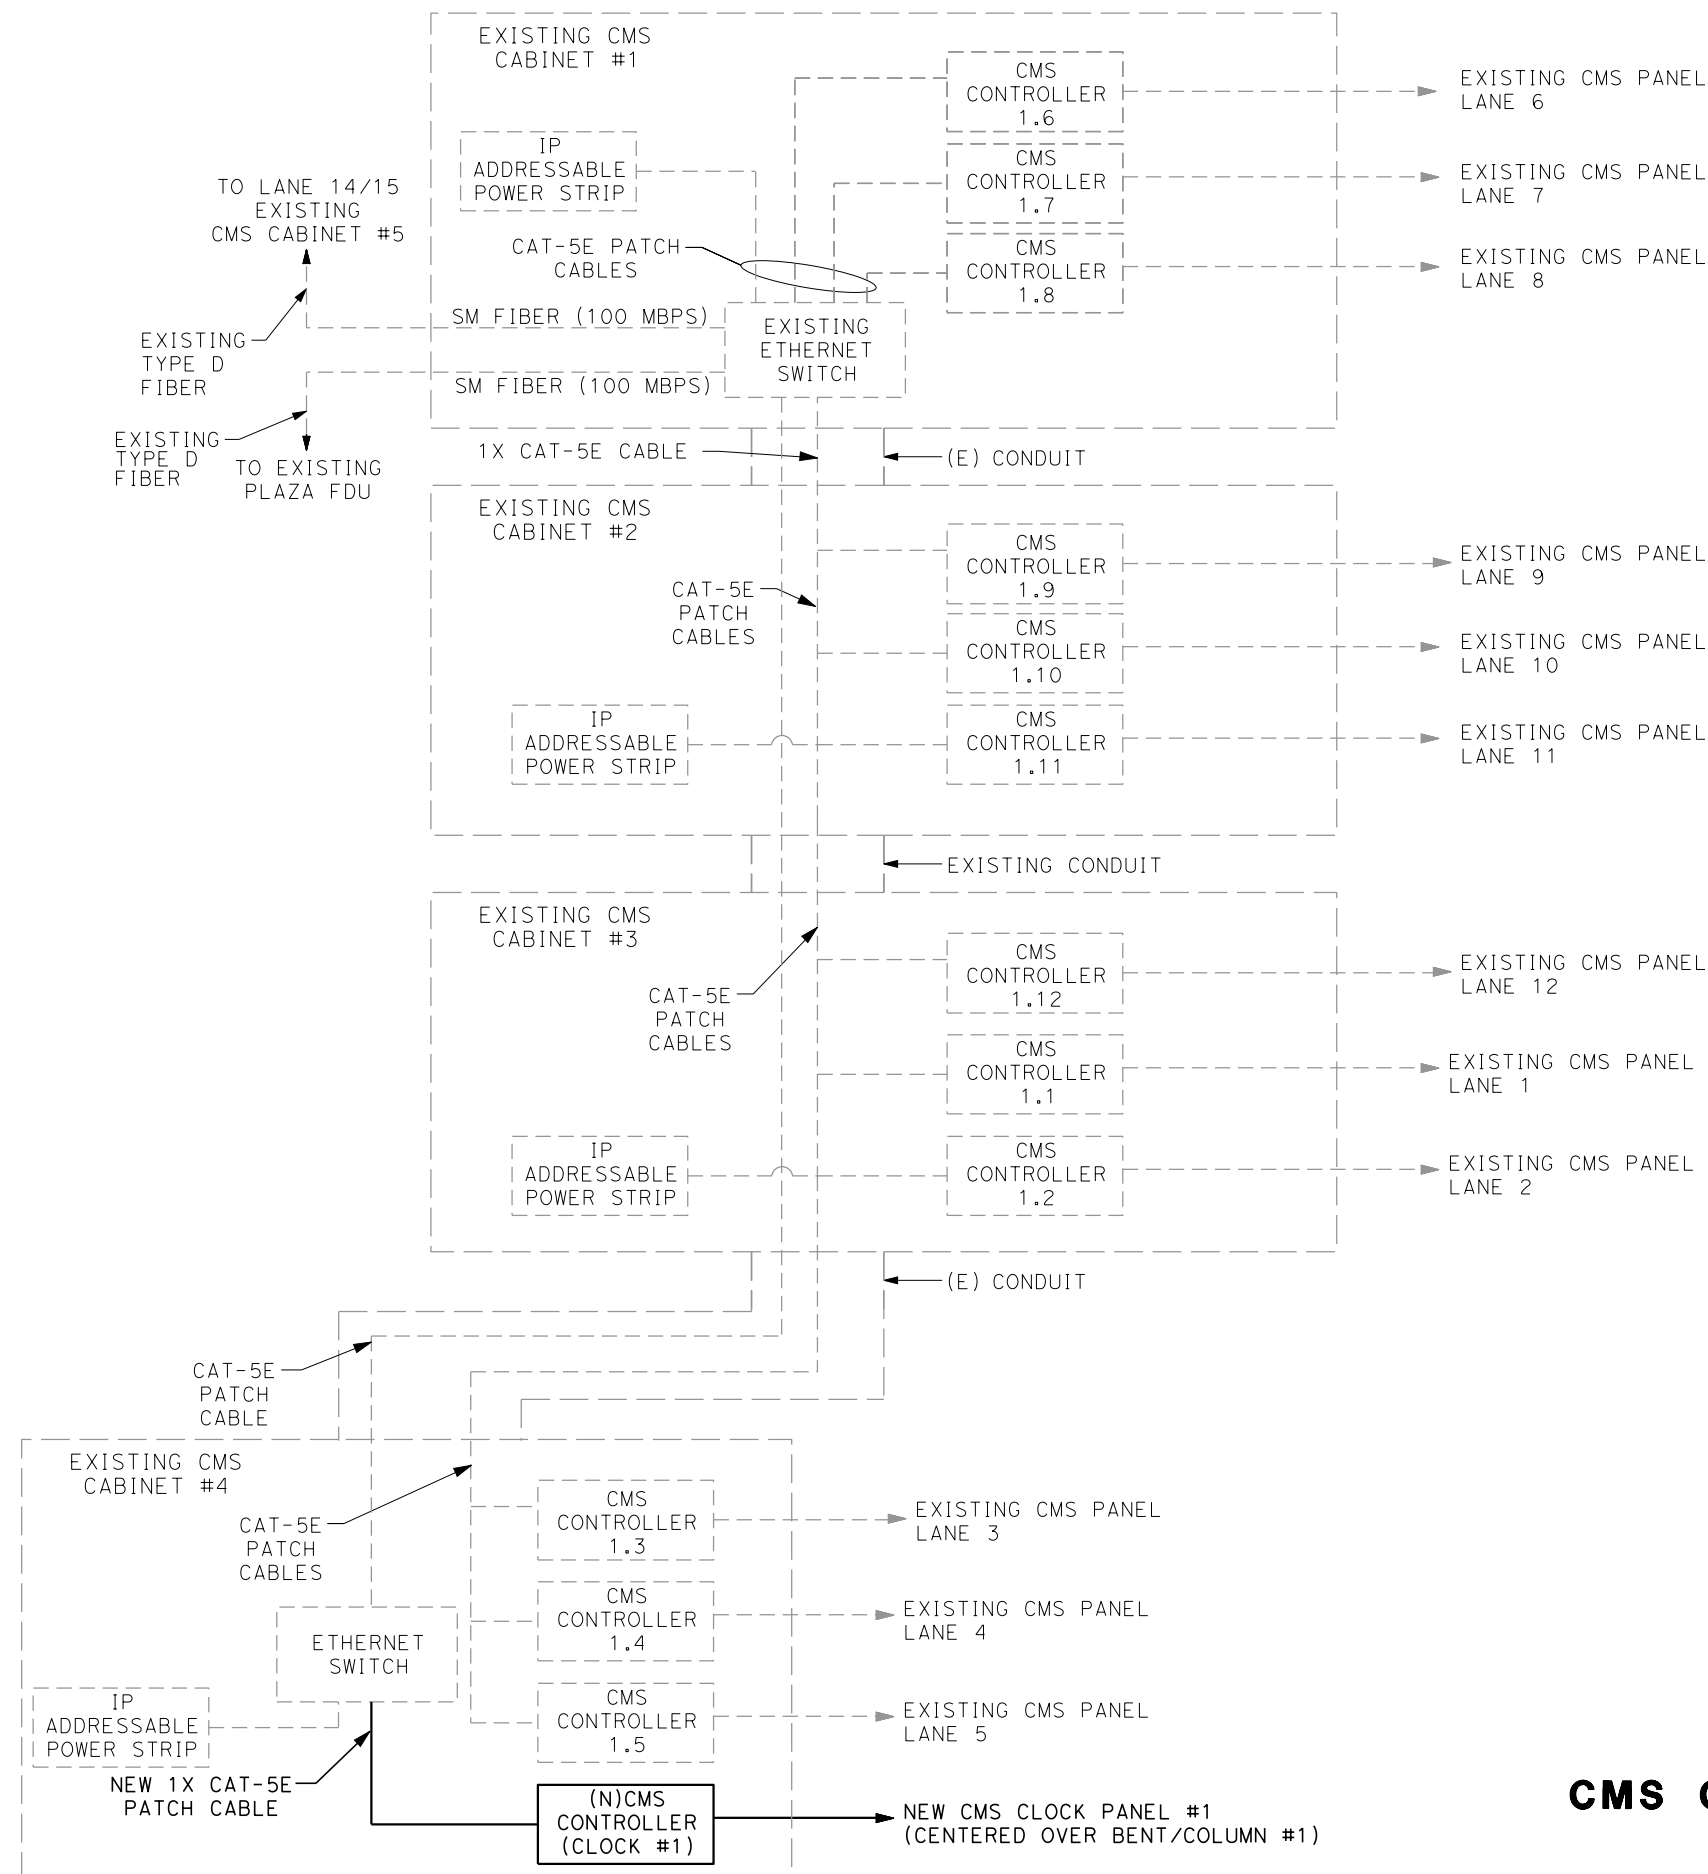 EXISTING CMS
CABINET #1
CMS
CONTROLLER
1.6
EXISTING CMS PANEL
LANE 6
IP
ADDRESSABLE
POWER STRIP
CMS
CONTROLLER
1.7
EXISTING CMS PANEL
LANE 7
TO LANE 14/15
EXISTING
CMS CABINET #5
CAT-5E PATCH
CABLES
CMS
CONTROLLER
1.8
EXISTING CMS PANEL
LANE 8
SM FIBER (100 MBPS)
EXISTING
ETHERNET
SWITCH
EXISTING
TYPE D
FIBER
SM FIBER (100 MBPS)
EXISTING
TYPE D
FIBER
TO EXISTING
PLAZA FDU
1X CAT-5E CABLE
(E) CONDUIT
EXISTING CMS
CABINET #2
CMS
CONTROLLER
1.9
EXISTING CMS PANEL
LANE 9
CAT-5E
PATCH
CABLES
CMS
CONTROLLER
1.10
EXISTING CMS PANEL
LANE 10
IP
ADDRESSABLE
POWER STRIP
CMS
CONTROLLER
1.11
EXISTING CMS PANEL
LANE 11
EXISTING CONDUIT
EXISTING CMS
CABINET #3
CMS
CONTROLLER
1.12
EXISTING CMS PANEL
LANE 12
CAT-5E
PATCH
CABLES
CMS
CONTROLLER
1.1
EXISTING CMS PANEL
LANE 1
IP
ADDRESSABLE
POWER STRIP
CMS
CONTROLLER
1.2
EXISTING CMS PANEL
LANE 2
(E) CONDUIT
CAT-5E
PATCH
CABLE
EXISTING CMS
CABINET #4
CAT-5E
PATCH
CABLES
CMS
CONTROLLER
1.3
EXISTING CMS PANEL
LANE 3
CMS
CONTROLLER
1.4
EXISTING CMS PANEL
LANE 4
ETHERNET
SWITCH
IP
ADDRESSABLE
POWER STRIP
CMS
CONTROLLER
1.5
EXISTING CMS PANEL
LANE 5
NEW 1X CAT-5E
PATCH CABLE
(N)CMS
CONTROLLER
(CLOCK #1)
NEW CMS CLOCK PANEL #1
(CENTERED OVER BENT/COLUMN #1)
CMS